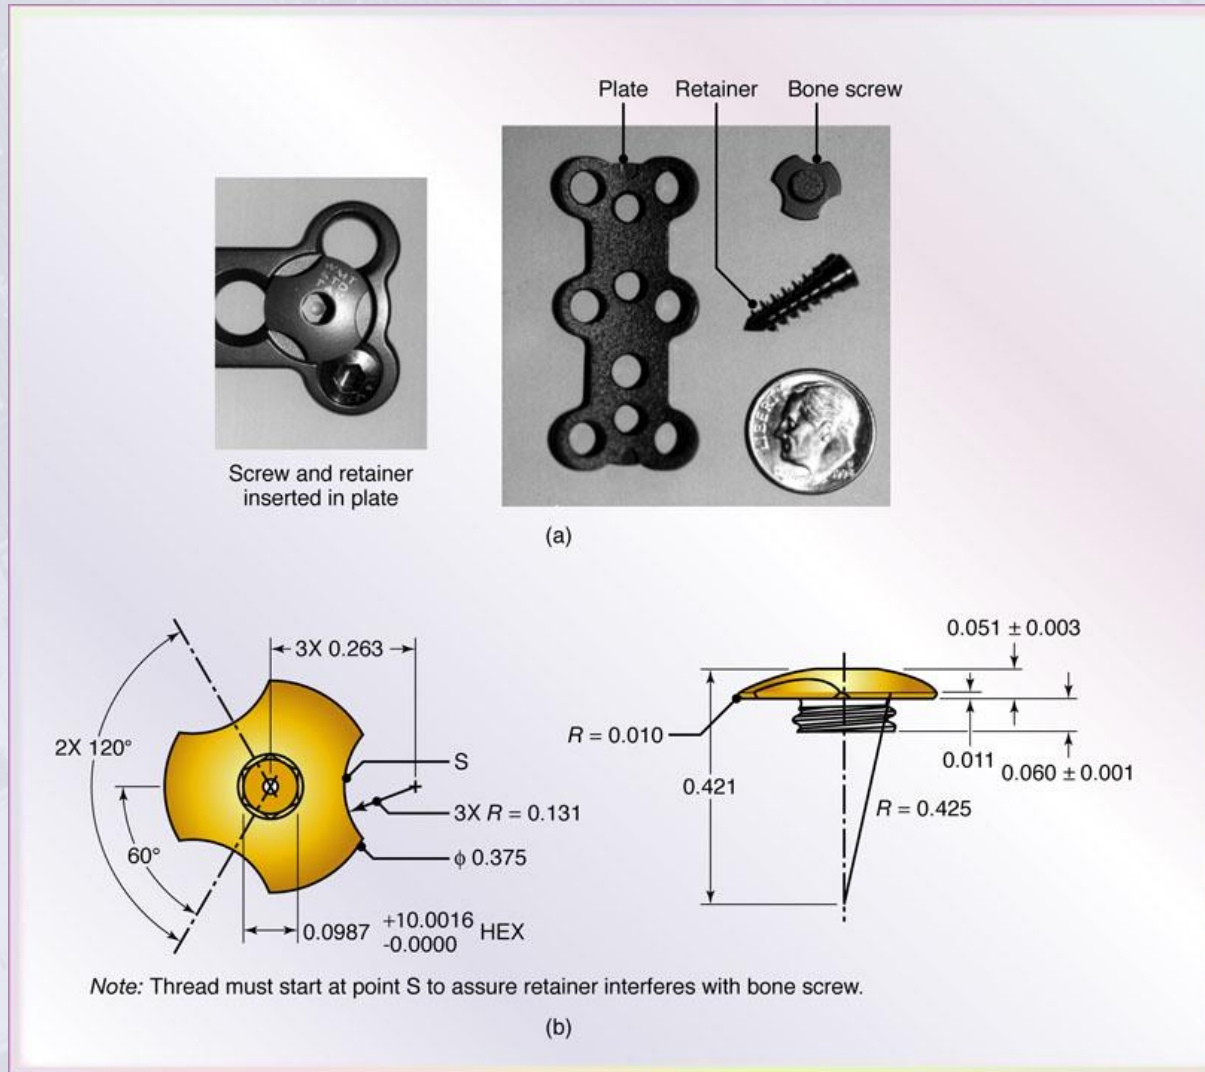 Plate
Retainer
Bone screw
WMT
LIBERTY
Screw and retainer
inserted in plate
(a)
3X 0.263
2X 120°
60°
S
3X R = 0.131
ϕ 0.375
0.0987 +10.0016 -0.0000 HEX
0.051 ± 0.003
R = 0.010
0.421
0.011
0.060 ± 0.001
R = 0.425
Note: Thread must start at point S to assure retainer interferes with bone screw.
(b)